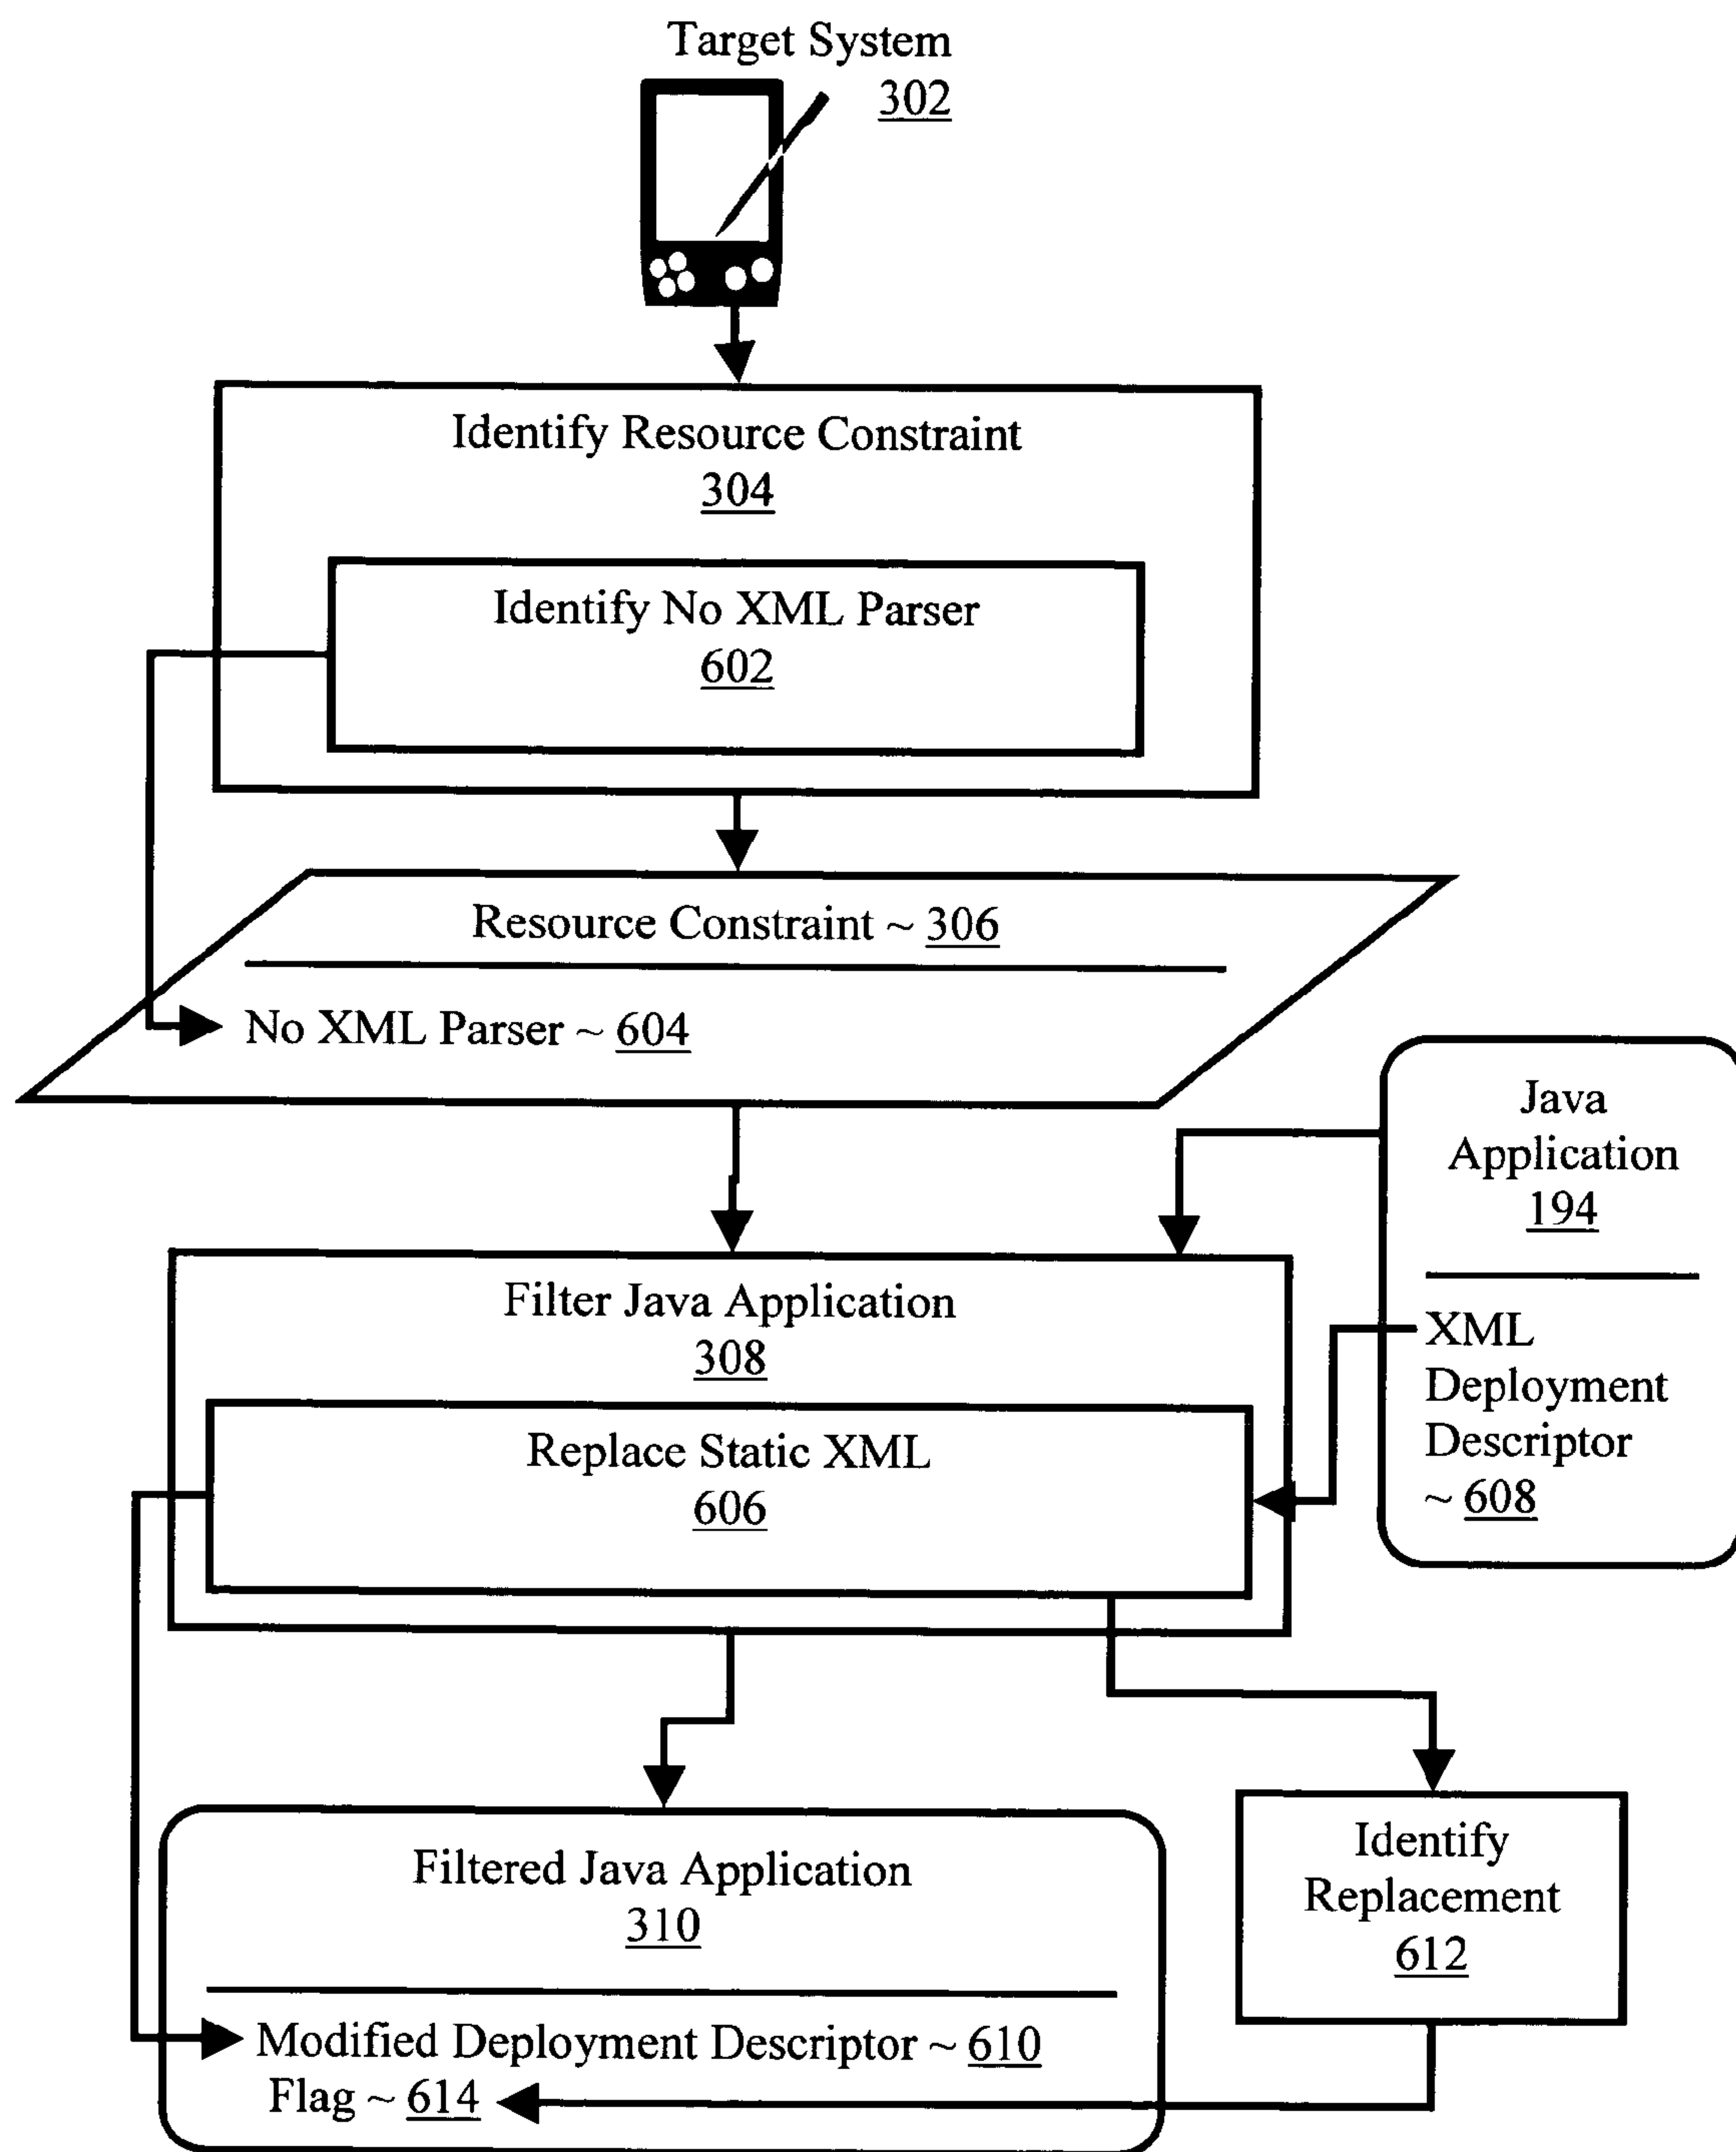 Target System
302
Identify Resource Constraint
304
Identify No XML Parser
602
Resource Constraint ~ 306
No XML Parser ~ 604
Java
Application
194
XML
Deployment
Descriptor
~ 608
Filter Java Application
308
Replace Static XML
606
Identify
Replacement
612
Filtered Java Application
310
Modified Deployment Descriptor ~ 610
Flag ~ 614